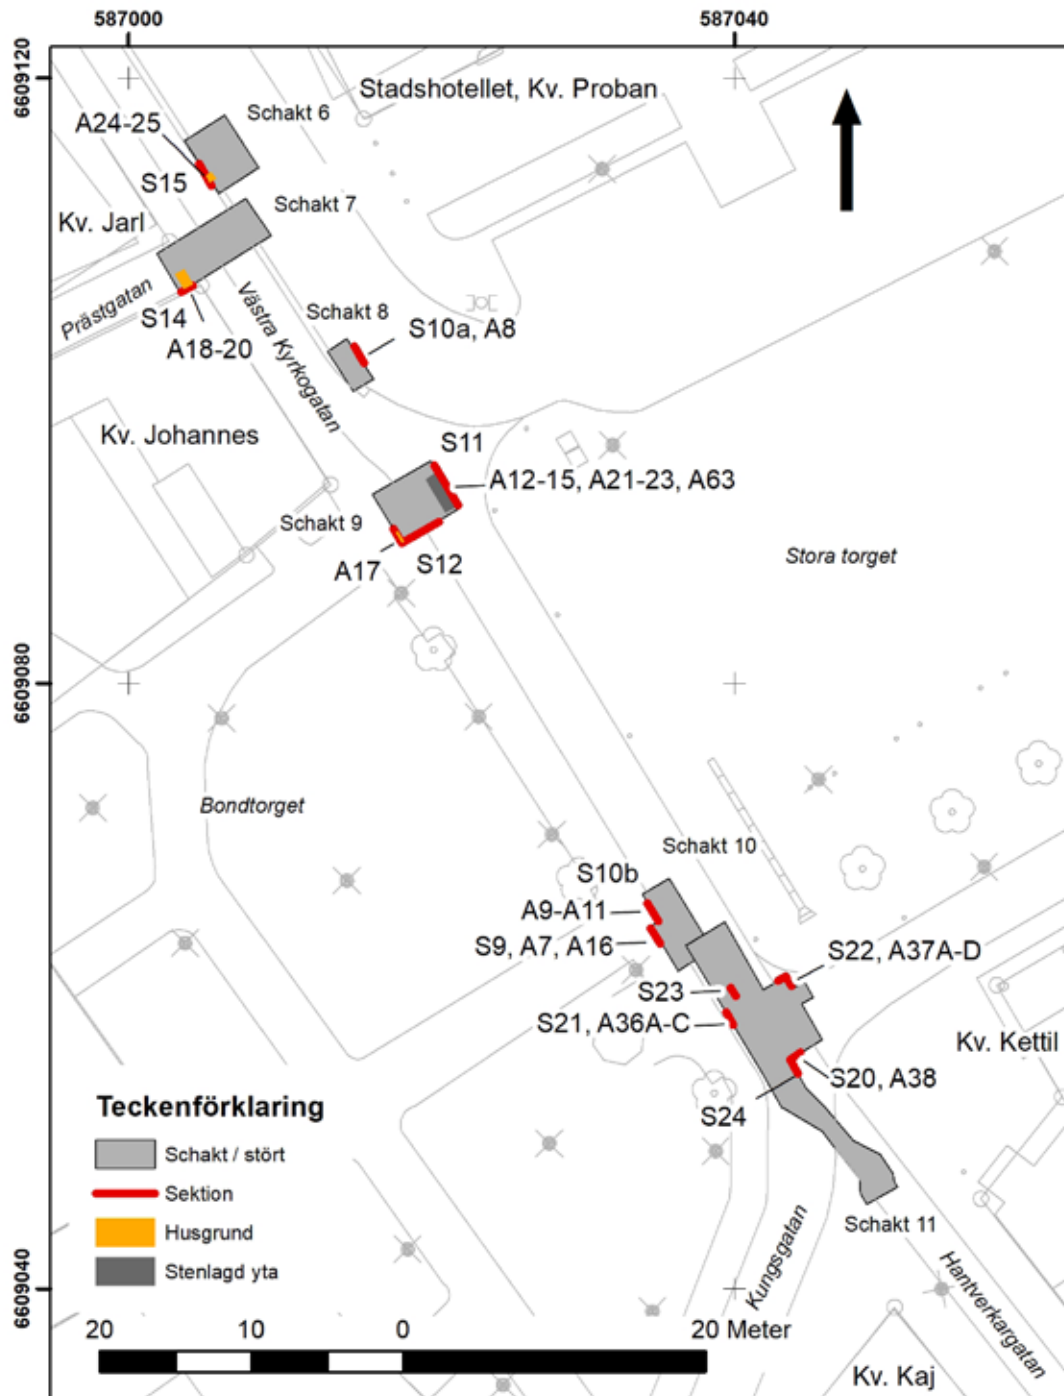 587000
587040
6609120
Stadshotellet, Kv. Proban
Schakt 6
A24-25
S15
Schakt 7
Kv. Jarl
Prästgatan
S14
A18-20
Västra Kyrkogatan
Schakt 8
S10a, A8
Kv. Johannes
S11
A12-15, A21-23, A63
Schakt 9
A17
S12
Stora torget
6609080
Bondtorget
Schakt 10
S10b
A9-A11
S9, A7, A16
S22, A37A-D
S23
S21, A36A-C
Kv. Kettil
S20, A38
S24
Teckenförklaring
Schakt / stört
Sektion
Husgrund
Stenlagd yta
Schakt 11
Kungsgatan
Hantverkargatan
6609040
20 10 0 20 Meter
Kv. Kaj